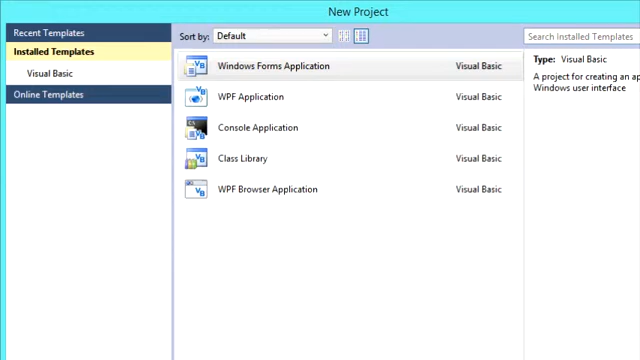 New Project
Recent Templates
Installed Templates
Visual Basic
Online Templates
Sort by: Default
Search Installed Templates
Windows Forms Application Visual Basic
WPF Application Visual Basic
Console Application Visual Basic
Class Library Visual Basic
WPF Browser Application Visual Basic
Type: Visual Basic
A project for creating an ap
Windows user interface